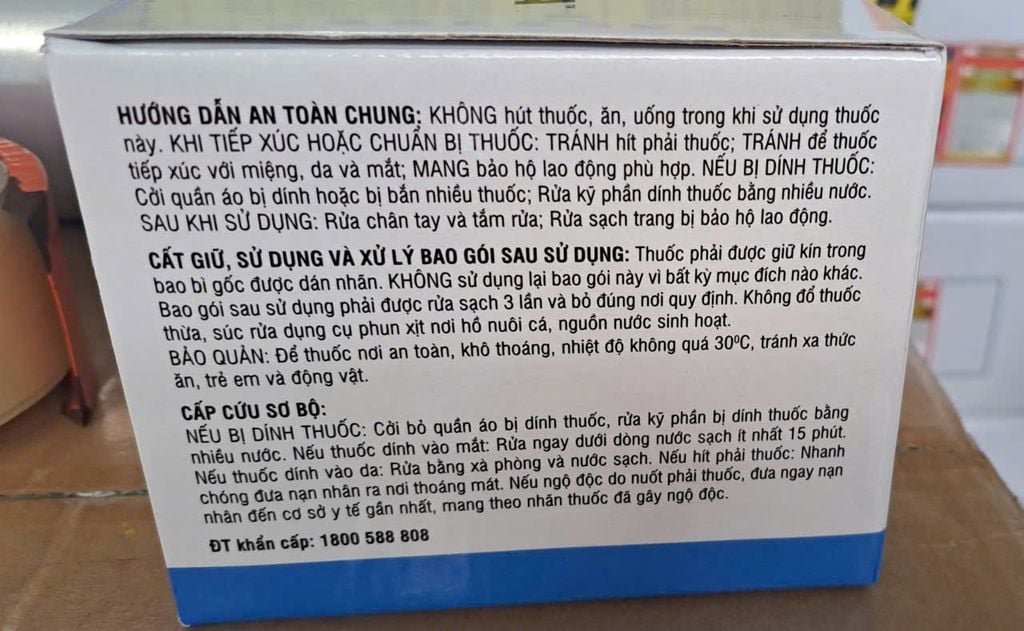 HƯỚNG DẪN AN TOÀN CHUNG: KHÔNG hút thuốc, ăn, uống trong khi sử dụng thuốc
này. KHI TIẾP XÚC HOẶC CHUẨN BỊ THUỐC: TRÁNH hít phải thuốc; TRÁNH để thuốc
tiếp xúc với miệng, da và mắt; MANG bảo hộ lao động phù hợp. NẾU BỊ DÍNH THUỐC:
Cởi quần áo bị dính hoặc bị bắn nhiều thuốc; Rửa kỹ phần dính thuốc bằng nhiều nước.
SAU KHI SỬ DỤNG: Rửa chân tay và tắm rửa; Rửa sạch trang bị bảo hộ lao động.
CẤT GIỮ, SỬ DỤNG VÀ XỬ LÝ BAO GÓI SAU SỬ DỤNG: Thuốc phải được giữ kín trong
bao bì gốc được dán nhãn. KHÔNG sử dụng lại bao gói này vì bất kỳ mục đích nào khác.
Bao gói sau sử dụng phải được rửa sạch 3 lần và bỏ đúng nơi quy định. Không đổ thuốc
thừa, súc rửa dụng cụ phun xịt nơi hồ nuôi cá, nguồn nước sinh hoạt.
BẢO QUẢN: Để thuốc nơi an toàn, khô thoáng, nhiệt độ không quá 30⁰C, tránh xa thức
ăn, trẻ em và động vật.
CẤP CỨU SƠ BỘ:
NẾU BỊ DÍNH THUỐC: Cởi bỏ quần áo bị dính thuốc, rửa kỹ phần bị dính thuốc bằng
nhiều nước. Nếu thuốc dính vào mắt: Rửa ngay dưới dòng nước sạch ít nhất 15 phút.
Nếu thuốc dính vào da: Rửa bằng xà phòng và nước sạch. Nếu hít phải thuốc: Nhanh
chóng đưa nạn nhân ra nơi thoáng mát. Nếu ngộ độc do nuốt phải thuốc, đưa ngay nạn
nhân đến cơ sở y tế gần nhất, mang theo nhãn thuốc đã gây ngộ độc.
ĐT khẩn cấp: 1800 588 808